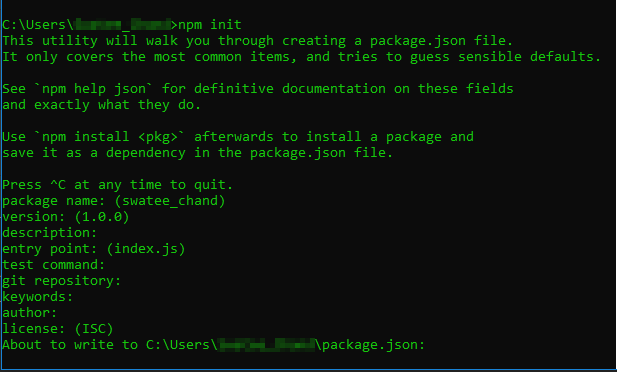 C:\Users\>npm init
This utility will walk you through creating a package.json file.
It only covers the most common items, and tries to guess sensible defaults.
See `npm help json` for definitive documentation on these fields
and exactly what they do.
Use `npm install <pkg>` afterwards to install a package and
save it as a dependency in the package.json file.
Press ^C at any time to quit.
package name: (swatee_chand)
version: (1.0.0)
description:
entry point: (index.js)
test command:
git repository:
keywords:
author:
license: (ISC)
About to write to C:\Users\\package.json: